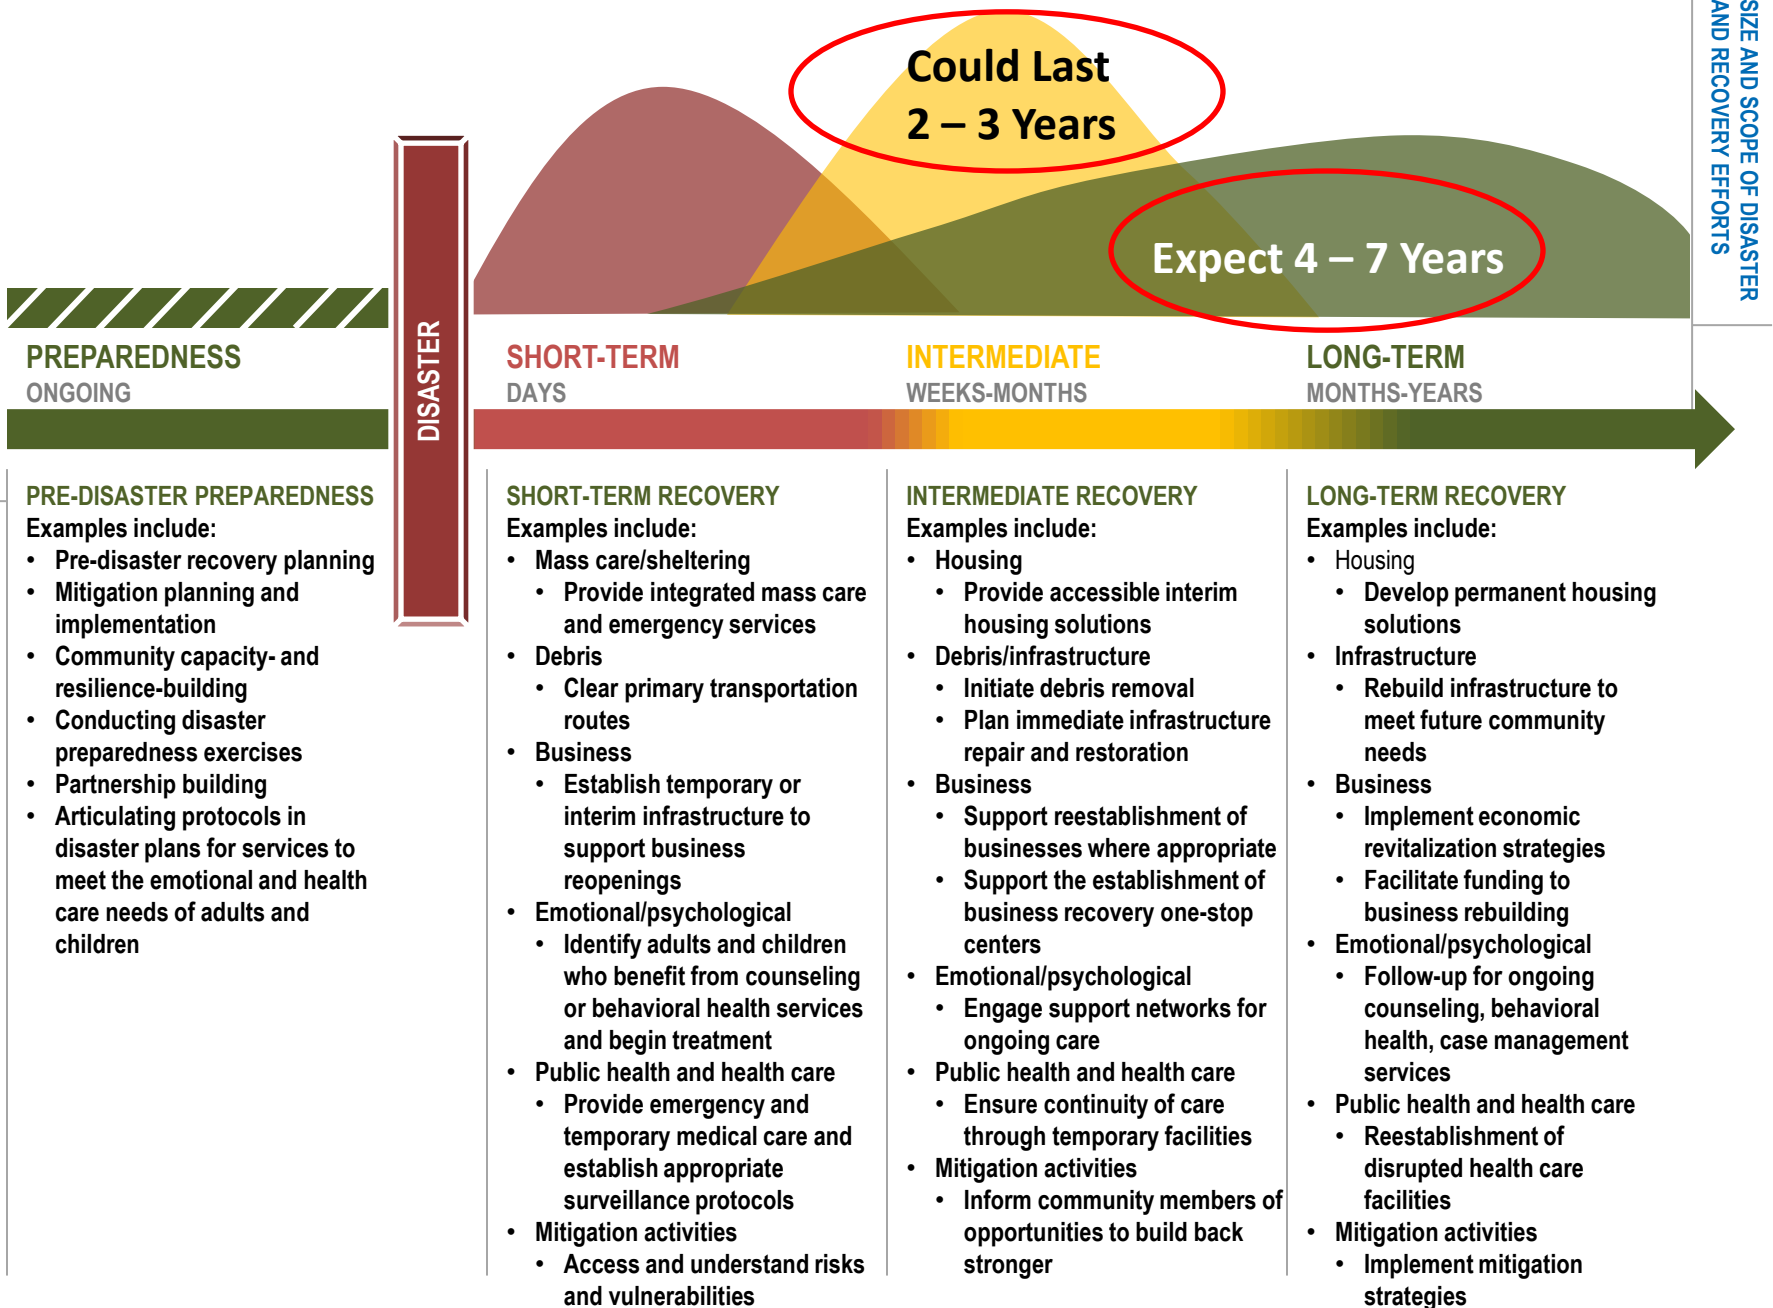 SIZE AND SCOPE OF DISASTER
AND RECOVERY EFFORTS
Could Last
2 – 3 Years
Expect 4 – 7 Years
DISASTER
PREPAREDNESS
ONGOING
SHORT-TERM
DAYS
INTERMEDIATE
WEEKS-MONTHS
LONG-TERM
MONTHS-YEARS
PRE-DISASTER PREPAREDNESS
Examples include:
• Pre-disaster recovery planning
• Mitigation planning and
implementation
• Community capacity- and
resilience-building
• Conducting disaster
preparedness exercises
• Partnership building
• Articulating protocols in
disaster plans for services to
meet the emotional and health
care needs of adults and
children
SHORT-TERM RECOVERY
Examples include:
• Mass care/sheltering
• Provide integrated mass care
and emergency services
• Debris
• Clear primary transportation
routes
• Business
• Establish temporary or
interim infrastructure to
support business
reopenings
• Emotional/psychological
• Identify adults and children
who benefit from counseling
or behavioral health services
and begin treatment
• Public health and health care
• Provide emergency and
temporary medical care and
establish appropriate
surveillance protocols
• Mitigation activities
• Access and understand risks
and vulnerabilities
INTERMEDIATE RECOVERY
Examples include:
• Housing
• Provide accessible interim
housing solutions
• Debris/infrastructure
• Initiate debris removal
• Plan immediate infrastructure
repair and restoration
• Business
• Support reestablishment of
businesses where appropriate
• Support the establishment of
business recovery one-stop
centers
• Emotional/psychological
• Engage support networks for
ongoing care
• Public health and health care
• Ensure continuity of care
through temporary facilities
• Mitigation activities
• Inform community members of
opportunities to build back
stronger
LONG-TERM RECOVERY
Examples include:
• Housing
• Develop permanent housing
solutions
• Infrastructure
• Rebuild infrastructure to
meet future community
needs
• Business
• Implement economic
revitalization strategies
• Facilitate funding to
business rebuilding
• Emotional/psychological
• Follow-up for ongoing
counseling, behavioral
health, case management
services
• Public health and health care
• Reestablishment of
disrupted health care
facilities
• Mitigation activities
• Implement mitigation
strategies